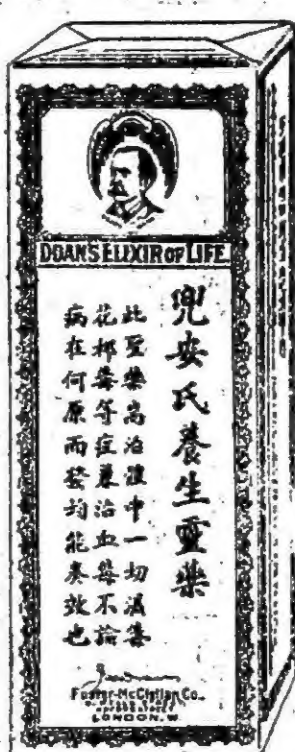 DOAN'S ELIXIR OF LIFE
兜安氏養生靈藥
此聖藥高治體中一切濕毒
花柳毒等症兼治血毒不論
病在何原而發均能奏效也
Foster-McClellan Co.,
LONDON, W.